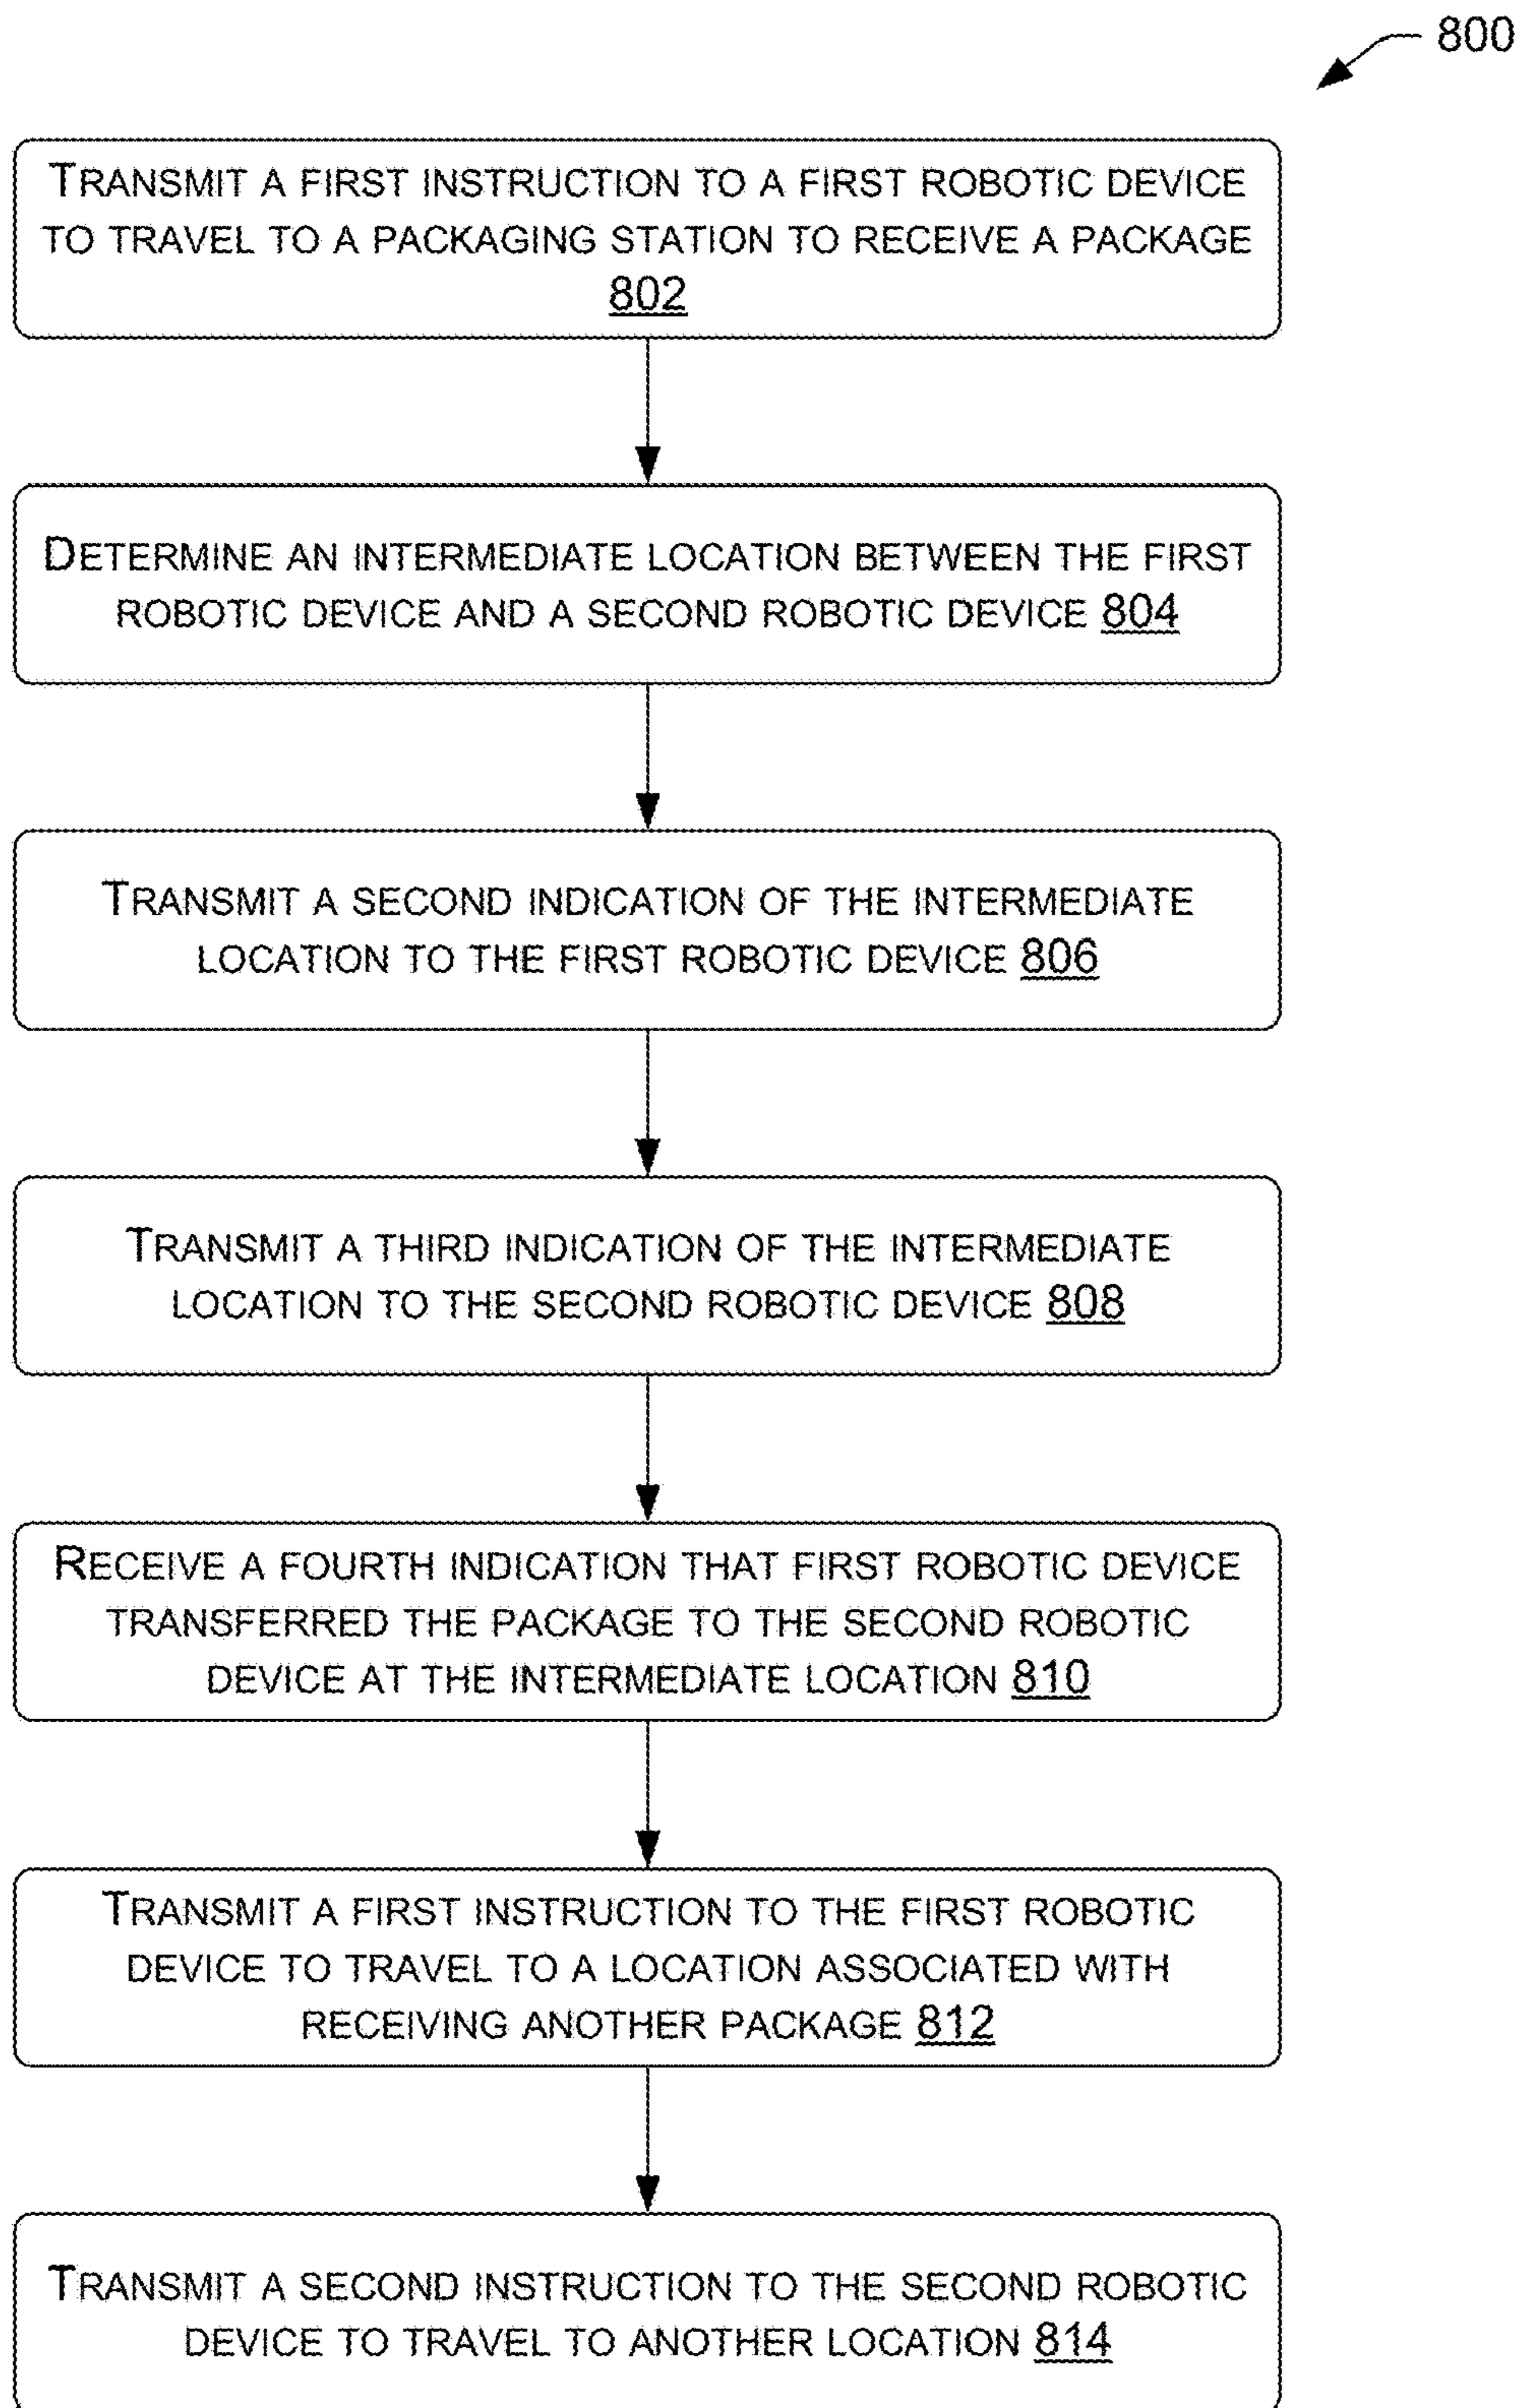 800
TRANSMIT A FIRST INSTRUCTION TO A FIRST ROBOTIC DEVICE
TO TRAVEL TO A PACKAGING STATION TO RECEIVE A PACKAGE
802
DETERMINE AN INTERMEDIATE LOCATION BETWEEN THE FIRST
ROBOTIC DEVICE AND A SECOND ROBOTIC DEVICE 804
TRANSMIT A SECOND INDICATION OF THE INTERMEDIATE
LOCATION TO THE FIRST ROBOTIC DEVICE 806
TRANSMIT A THIRD INDICATION OF THE INTERMEDIATE
LOCATION TO THE SECOND ROBOTIC DEVICE 808
RECEIVE A FOURTH INDICATION THAT FIRST ROBOTIC DEVICE
TRANSFERRED THE PACKAGE TO THE SECOND ROBOTIC
DEVICE AT THE INTERMEDIATE LOCATION 810
TRANSMIT A FIRST INSTRUCTION TO THE FIRST ROBOTIC
DEVICE TO TRAVEL TO A LOCATION ASSOCIATED WITH
RECEIVING ANOTHER PACKAGE 812
TRANSMIT A SECOND INSTRUCTION TO THE SECOND ROBOTIC
DEVICE TO TRAVEL TO ANOTHER LOCATION 814